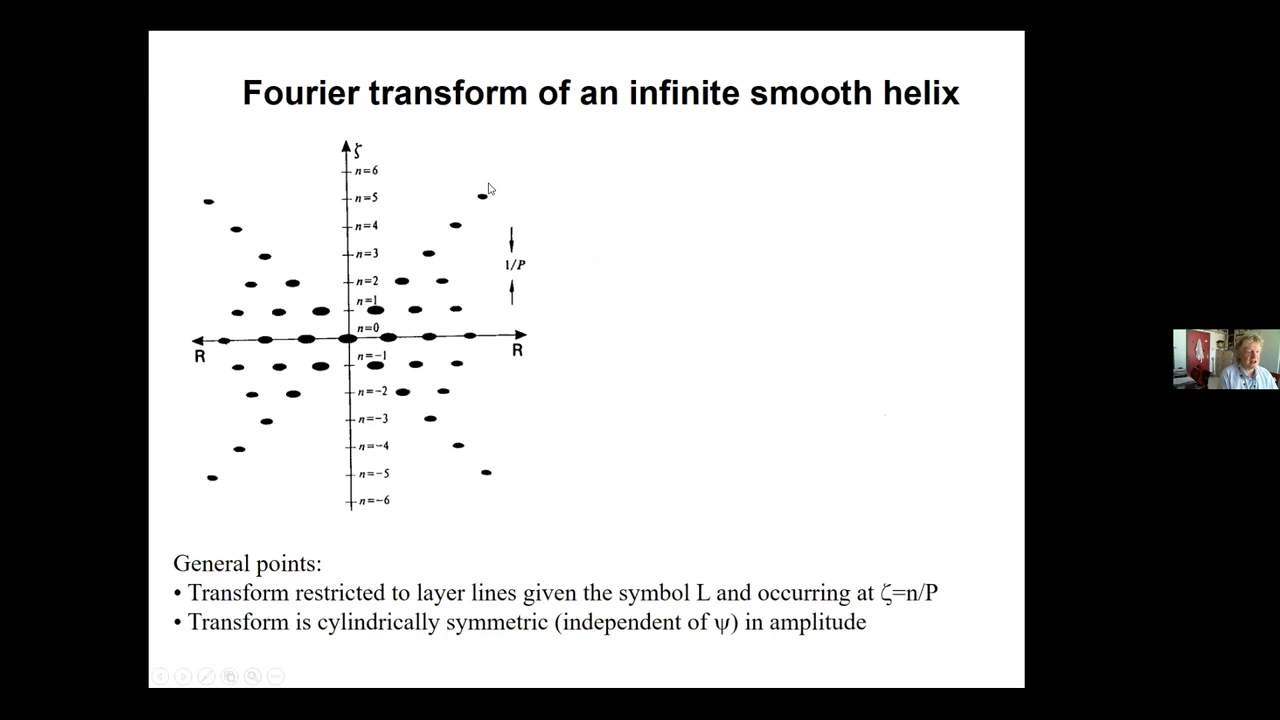 Fourier transform of an infinite smooth helix
ζ
n=6
n=5
n=4
n=3
1/P
n=2
n=1
n=0
R
R
n=−1
n=−2
n=−3
n=−4
n=−5
n=−6
General points:
• Transform restricted to layer lines given the symbol L and occurring at ζ=n/P
• Transform is cylindrically symmetric (independent of ψ) in amplitude